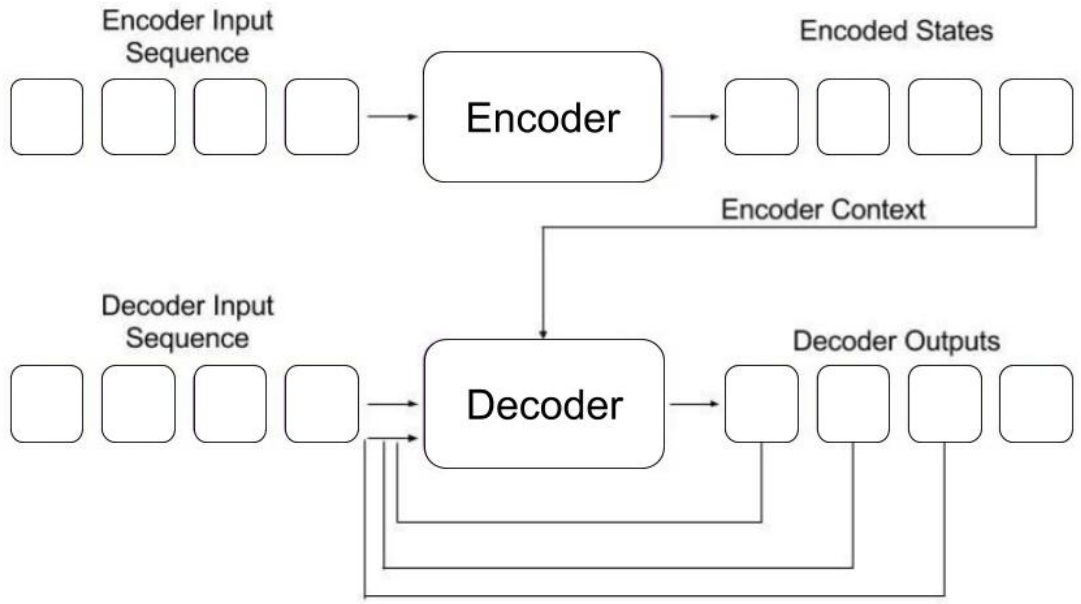 Encoder Input
Sequence
Encoder
Encoded States
Encoder Context
Decoder Input
Sequence
Decoder
Decoder Outputs